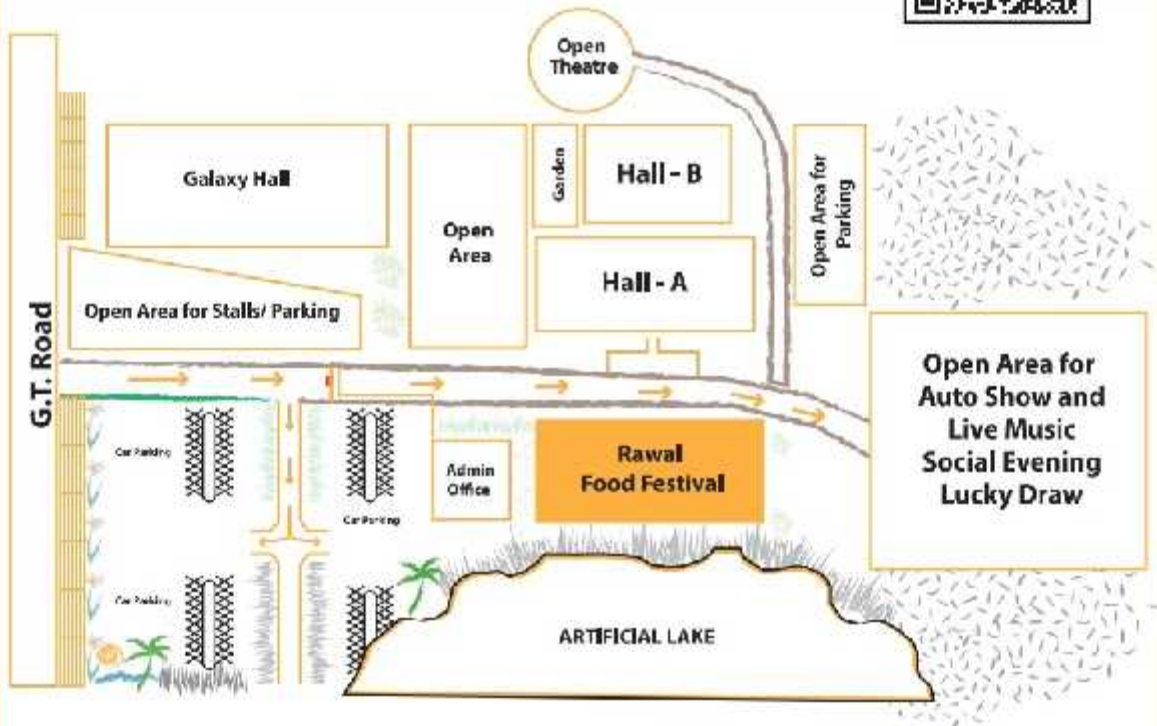 Open
Theatre
Galaxy Hall
Open
Area
Garden
Hall - B
Open Area for
Parking
Hall - A
Open Area for Stalls/ Parking
G.T. Road
Open Area for
Auto Show and
Live Music
Social Evening
Lucky Draw
Car Parking
Admin
Office
Rawal
Food Festival
Car Parking
Car Parking
ARTIFICIAL LAKE